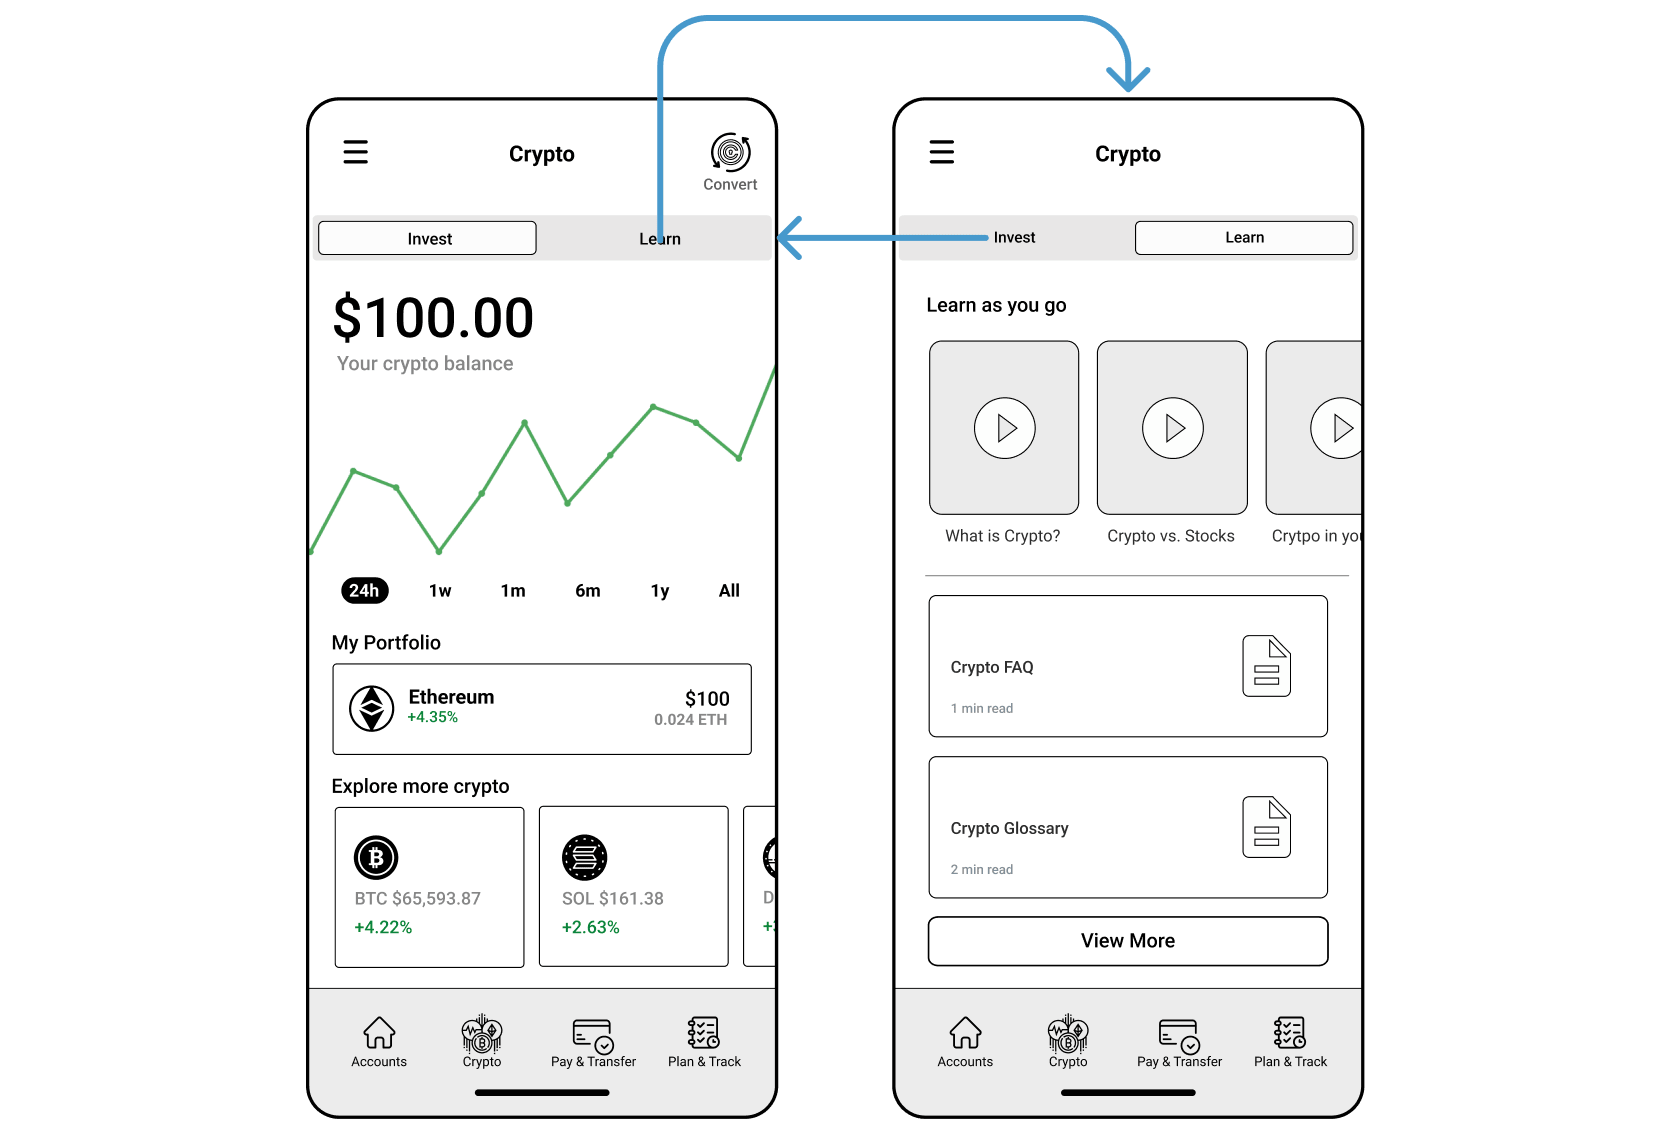 Crypto
Convert
Invest
Learn
$100.00
Your crypto balance
24h
1w
1m
6m
1y
All
My Portfolio
Ethereum
+4.35%
$100
0.024 ETH
Explore more crypto
BTC $65,593.87
+4.22%
SOL $161.38
+2.63%
D
Accounts
Crypto
Pay & Transfer
Plan & Track
Crypto
Invest
Learn
Learn as you go
What is Crypto?
Crypto vs. Stocks
Crytpo in you
Crypto FAQ
1 min read
Crypto Glossary
2 min read
View More
Accounts
Crypto
Pay & Transfer
Plan & Track